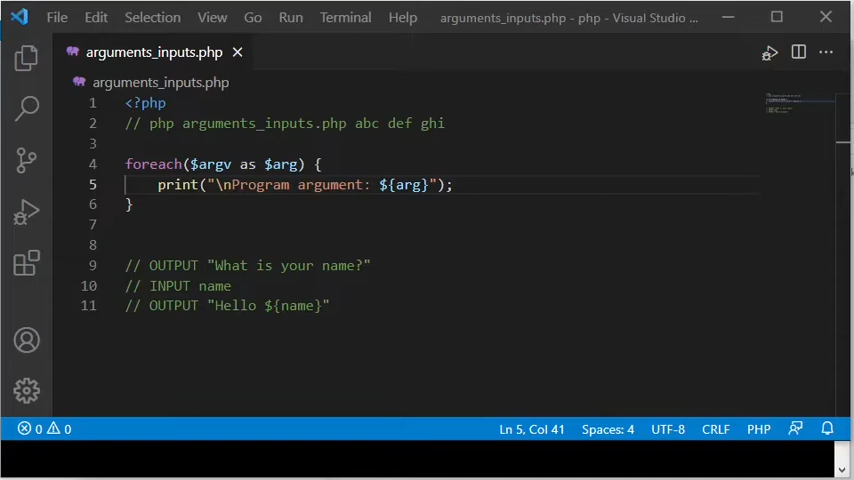 File Edit Selection View Go Run Terminal Help arguments_inputs.php - php - Visual Studio ...
arguments_inputs.php
arguments_inputs.php
1 <?php
2 // php arguments_inputs.php abc def ghi
3
4 foreach($argv as $arg) {
5 print("\nProgram argument: ${arg}");
6 }
7
8
9 // OUTPUT "What is your name?"
10 // INPUT name
11 // OUTPUT "Hello ${name}"
0 0 Ln 5, Col 41 Spaces: 4 UTF-8 CRLF PHP